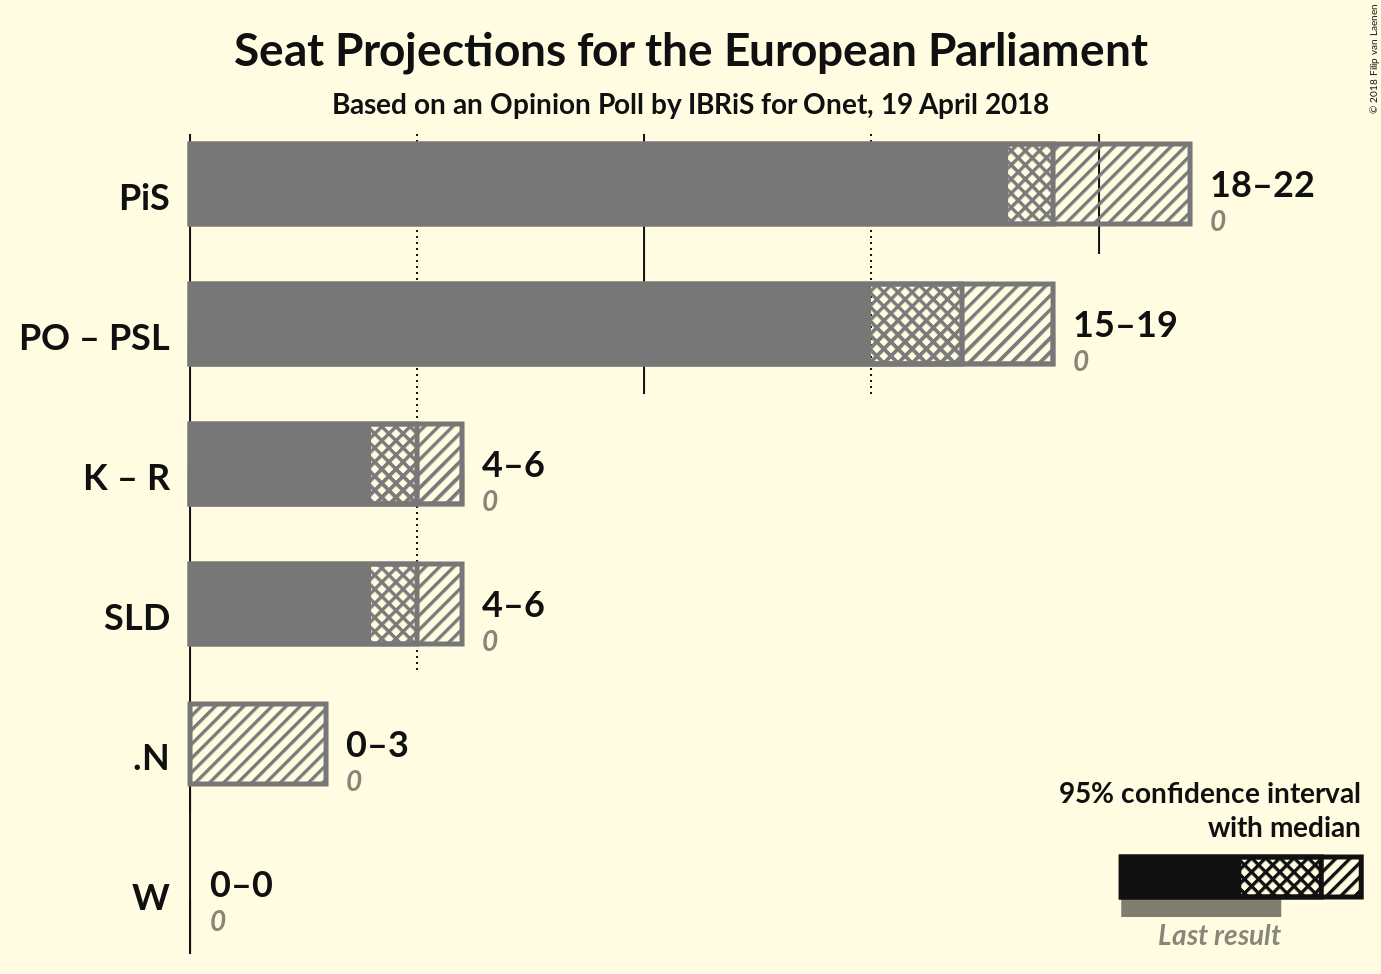 Seat Projections for the European Parliament
Based on an Opinion Poll by IBRiS for Onet, 19 April 2018
© 2018 Filip van Laenen
PiS
18–22
0
PO – PSL
15–19
0
K – R
4–6
0
SLD
4–6
0
.N
0–3
0
W
0–0
0
95% confidence interval
with median
Last result